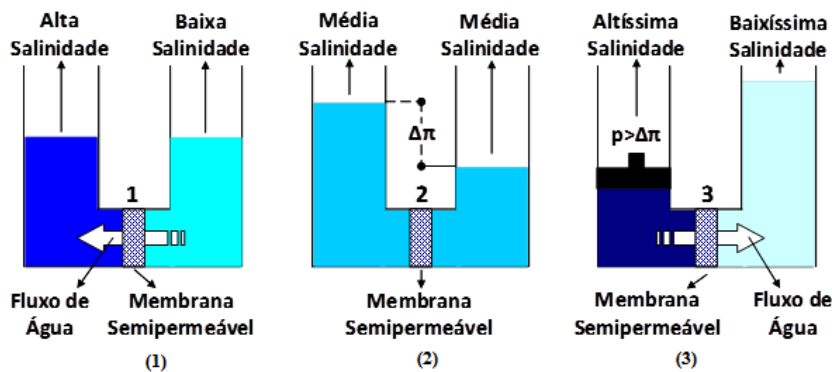 Alta
Salinidade
Baixa
Salinidade
1
Fluxo de
Água
Membrana
Semipermeável
(1)
Média
Salinidade
Média
Salinidade
Δπ
2
Membrana
Semipermeável
(2)
Altíssima
Salinidade
Baixíssima
Salinidade
p>Δπ
3
Membrana
Semipermeável
Fluxo de
Água
(3)